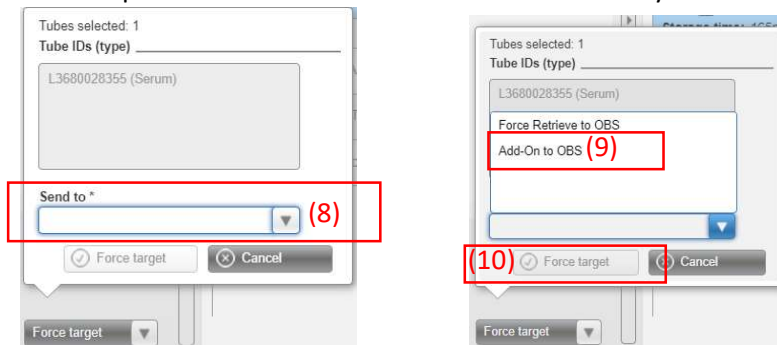 Tubes selected: 1
Tube IDs (type)
L3680028355 (Serum)
Send to *
(8)
Force target
Cancel
Force target
Tubes selected: 1
Tube IDs (type)
L3680028355 (Serum)
Force Retrieve to OBS
Add-On to OBS (9)
(10) Force target
Cancel
Force target